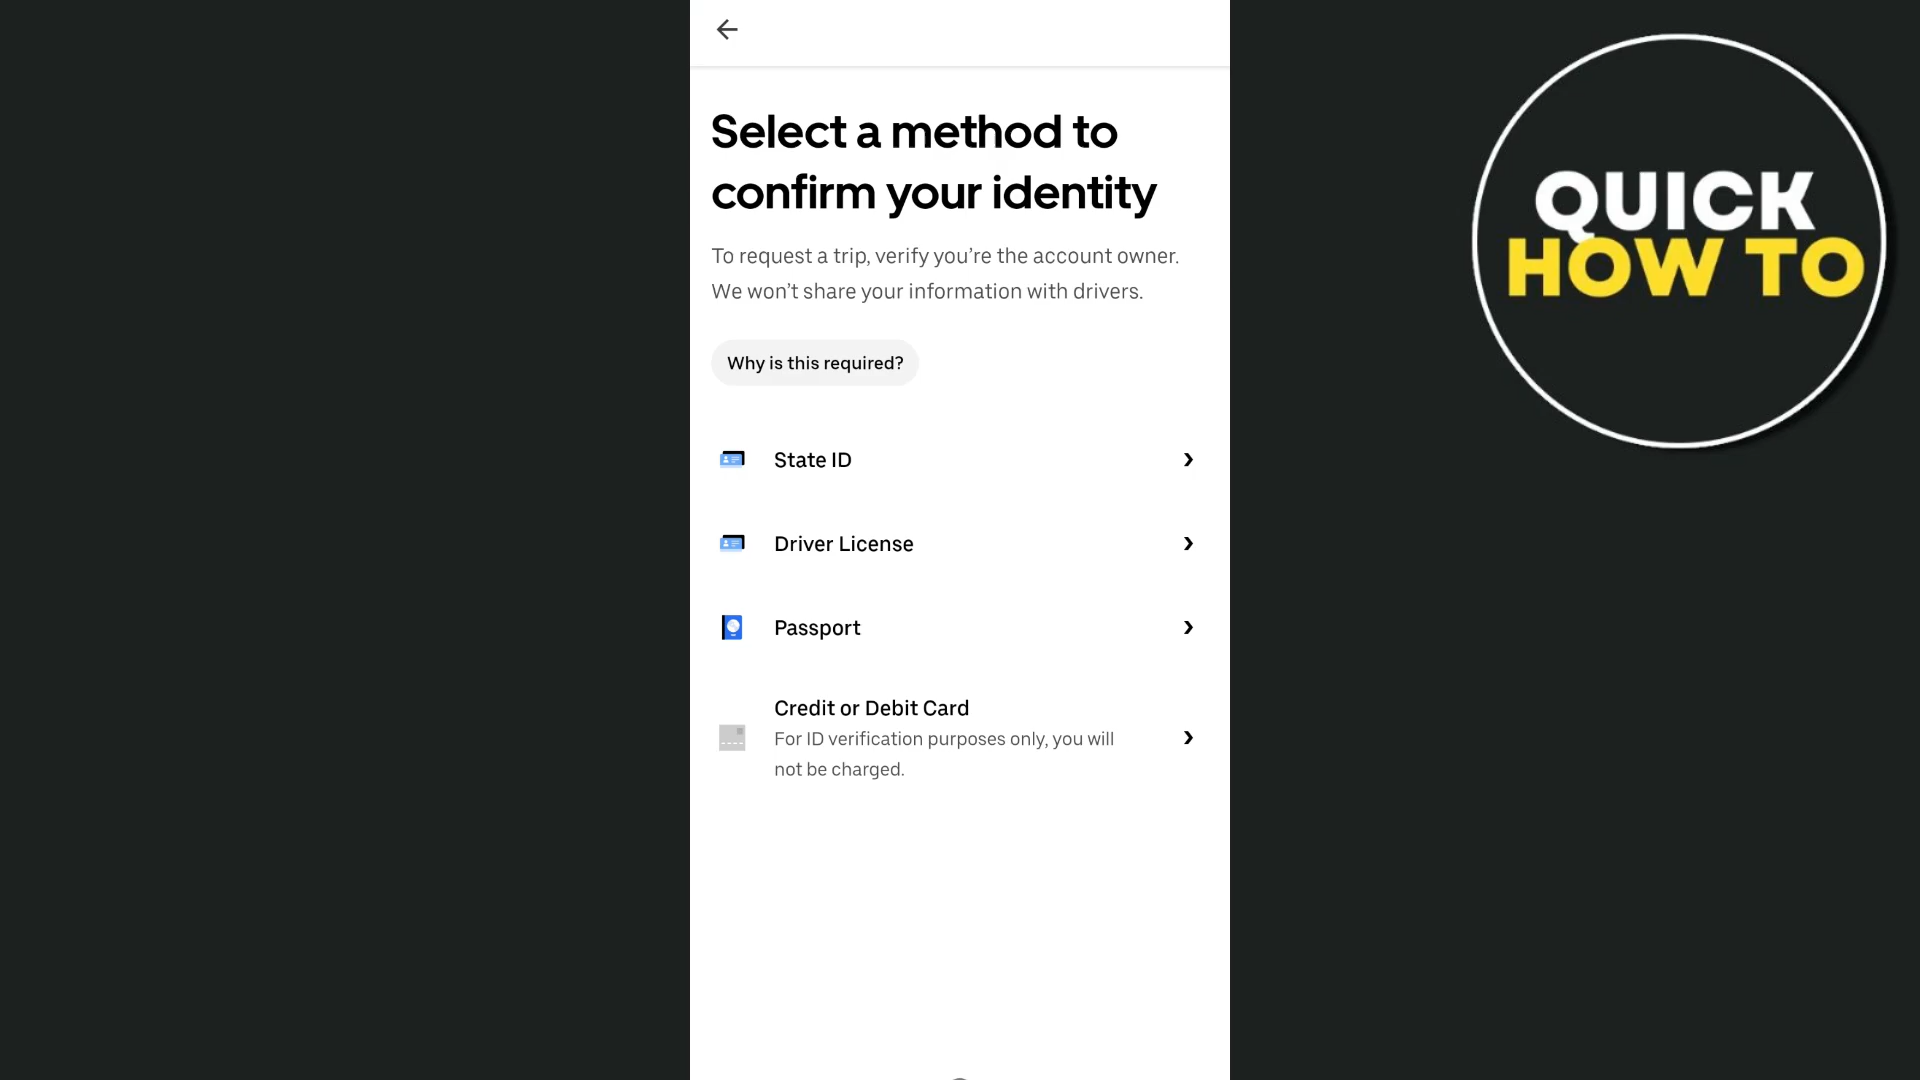 Select a method to
confirm your identity
To request a trip, verify you’re the account owner.
We won’t share your information with drivers.
Why is this required?
State ID
Driver License
Passport
Credit or Debit Card
For ID verification purposes only, you will
not be charged.
QUICK
HOW TO